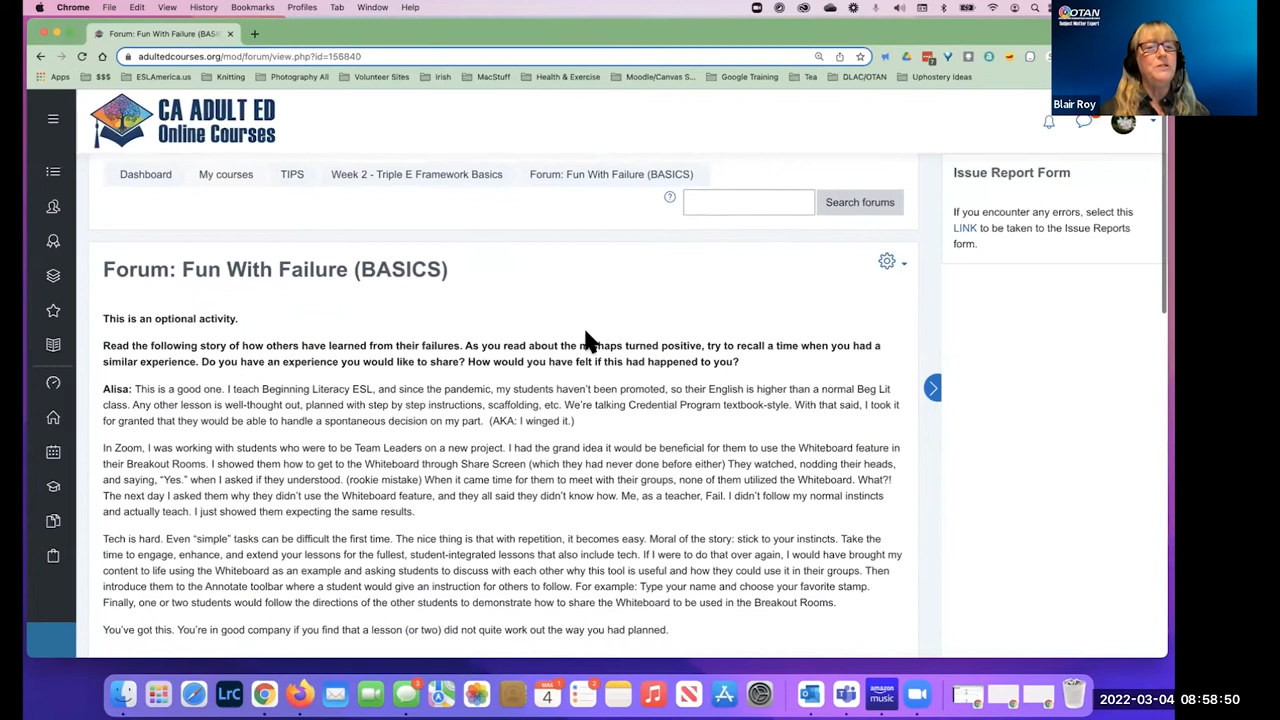 Chrome File Edit View History Bookmarks Profiles Tab Window Help
OTAN
Subject Matter Expert
Forum: Fun With Failure (BASIC
adultedcourses.org/mod/forum/view.php?id=156840
Apps $$$ ESLAmerica.us Knitting Photography All Volunteer Sites Irish MacStuff Health & Exercise Moodle/Canvas S... Google Training Tea DLAC/OTAN Uphostery Ideas
Blair Roy
CA ADULT ED
Online Courses
Dashboard My courses TIPS Week 2 - Triple E Framework Basics Forum: Fun With Failure (BASICS)
Search forums
Issue Report Form
If you encounter any errors, select this
LINK to be taken to the Issue Reports
form.
Forum: Fun With Failure (BASICS)
This is an optional activity.
Read the following story of how others have learned from their failures. As you read about the mishaps turned positive, try to recall a time when you had a
similar experience. Do you have an experience you would like to share? How would you have felt if this had happened to you?
Alisa: This is a good one. I teach Beginning Literacy ESL, and since the pandemic, my students haven't been promoted, so their English is higher than a normal Beg Lit
class. Any other lesson is well-thought out, planned with step by step instructions, scaffolding, etc. We're talking Credential Program textbook-style. With that said, I took it
for granted that they would be able to handle a spontaneous decision on my part. (AKA: I winged it.)
In Zoom, I was working with students who were to be Team Leaders on a new project. I had the grand idea it would be beneficial for them to use the Whiteboard feature in
their Breakout Rooms. I showed them how to get to the Whiteboard through Share Screen (which they had never done before either) They watched, nodding their heads,
and saying, “Yes.” when I asked if they understood. (rookie mistake) When it came time for them to meet with their groups, none of them utilized the Whiteboard. What?!
The next day I asked them why they didn't use the Whiteboard feature, and they all said they didn't know how. Me, as a teacher, Fail. I didn't follow my normal instincts
and actually teach. I just showed them expecting the same results.
Tech is hard. Even “simple” tasks can be difficult the first time. The nice thing is that with repetition, it becomes easy. Moral of the story: stick to your instincts. Take the
time to engage, enhance, and extend your lessons for the fullest, student-integrated lessons that also include tech. If I were to do that over again, I would have brought my
content to life using the Whiteboard as an example and asking students to discuss with each other why this tool is useful and how they could use it in their groups. Then
introduce them to the Annotate toolbar where a student would give an instruction for others to follow. For example: Type your name and choose your favorite stamp.
Finally, one or two students would follow the directions of the other students to demonstrate how to share the Whiteboard to be used in the Breakout Rooms.
You've got this. You're in good company if you find that a lesson (or two) did not quite work out the way you had planned.
LrC
MAR
4
3
2
amazon
music
2022-03-04 08:58:50